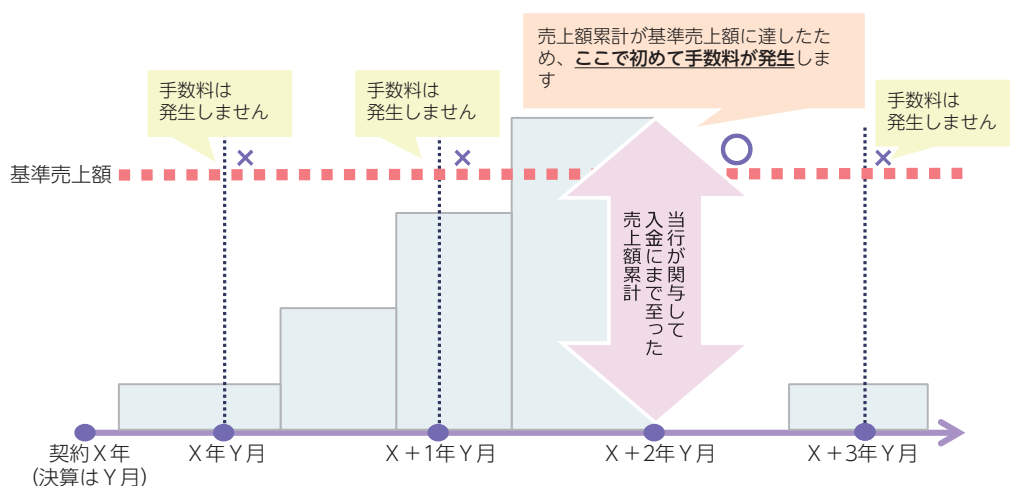 売上額累計が基準売上額に達したた
め、ここで初めて手数料が発生しま
す
手数料は
発生しません
手数料は
発生しません
手数料は
発生しません
×
×
○
×
基準売上額
当行が関与して
入金にまで至った
売上額累計
契約X年
(決算はY月)
X年Y月
X+1年Y月
X+2年Y月
X+3年Y月